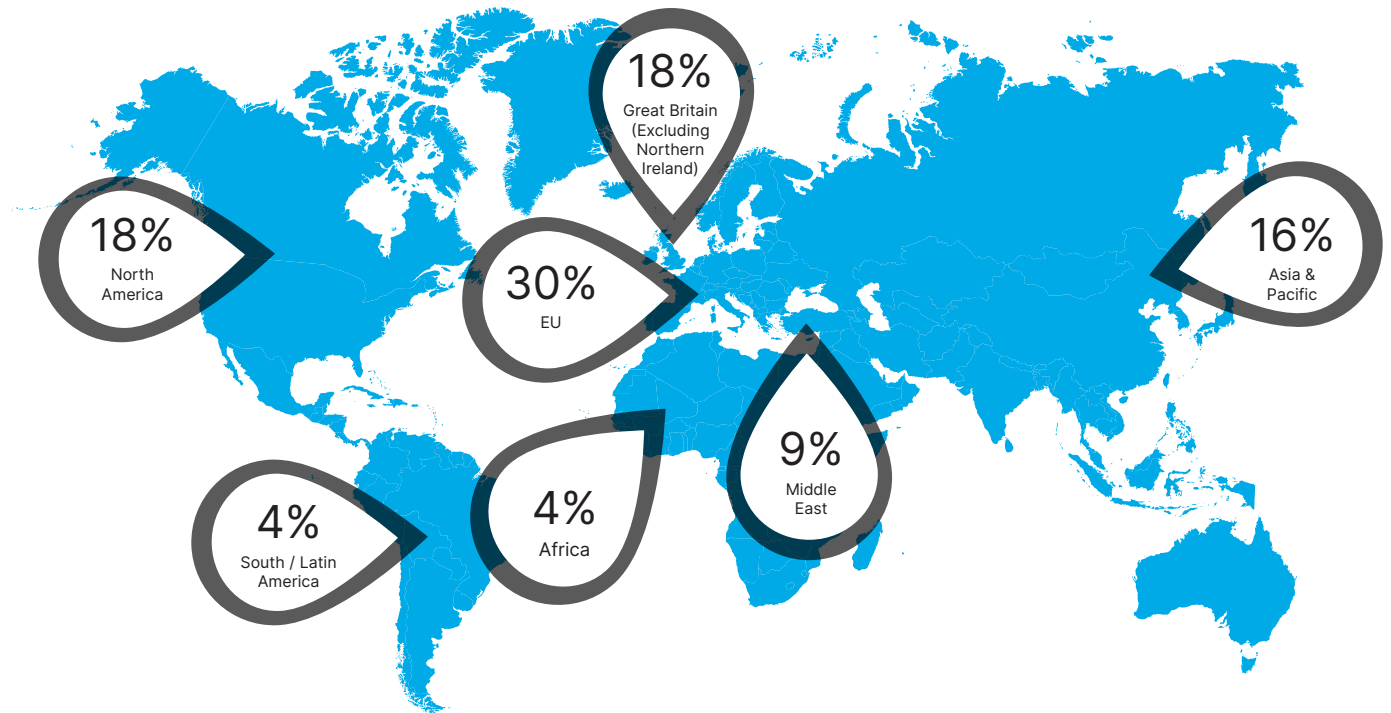 18%
Great Britain
(Excluding
Northern
Ireland)
18%
North
America
16%
Asia &
Pacific
30%
EU
9%
Middle
East
4%
South / Latin
America
4%
Africa